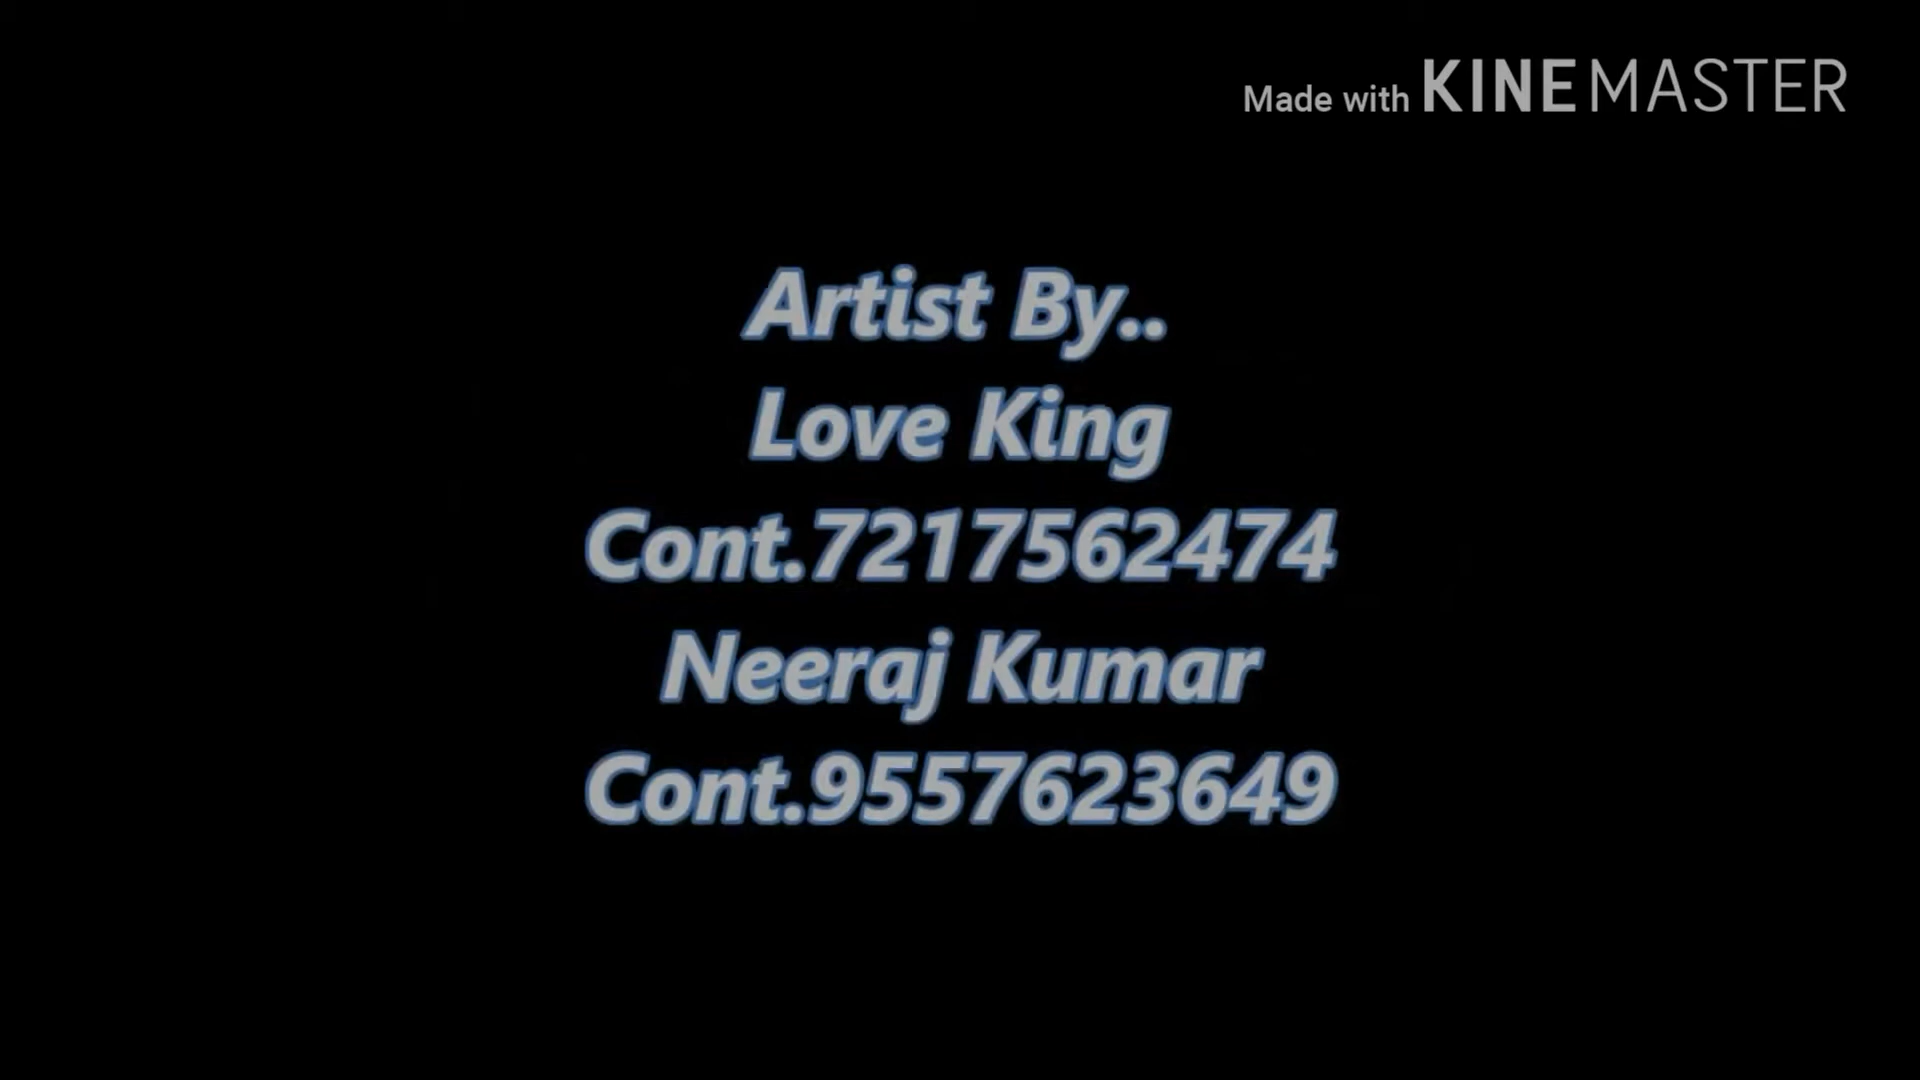 Made with KINEMASTER
Artist By..
Love King
Cont.7217562474
Neeraj Kumar
Cont.9557623649